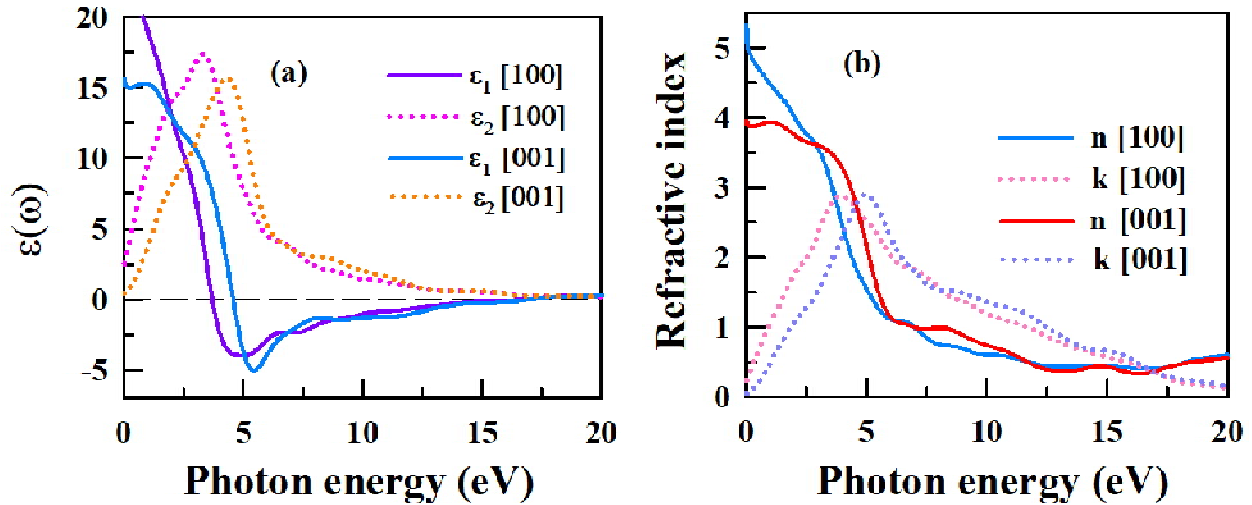 20
15
10
5
0
-5
ε(ω)
(a)
ε1 [100]
ε2 [100]
ε1 [001]
ε2 [001]
0 5 10 15 20
Photon energy (eV)
5
4
3
2
1
0
Refractive index
(b)
n [100]
k [100]
n [001]
k [001]
0 5 10 15 20
Photon energy (eV)